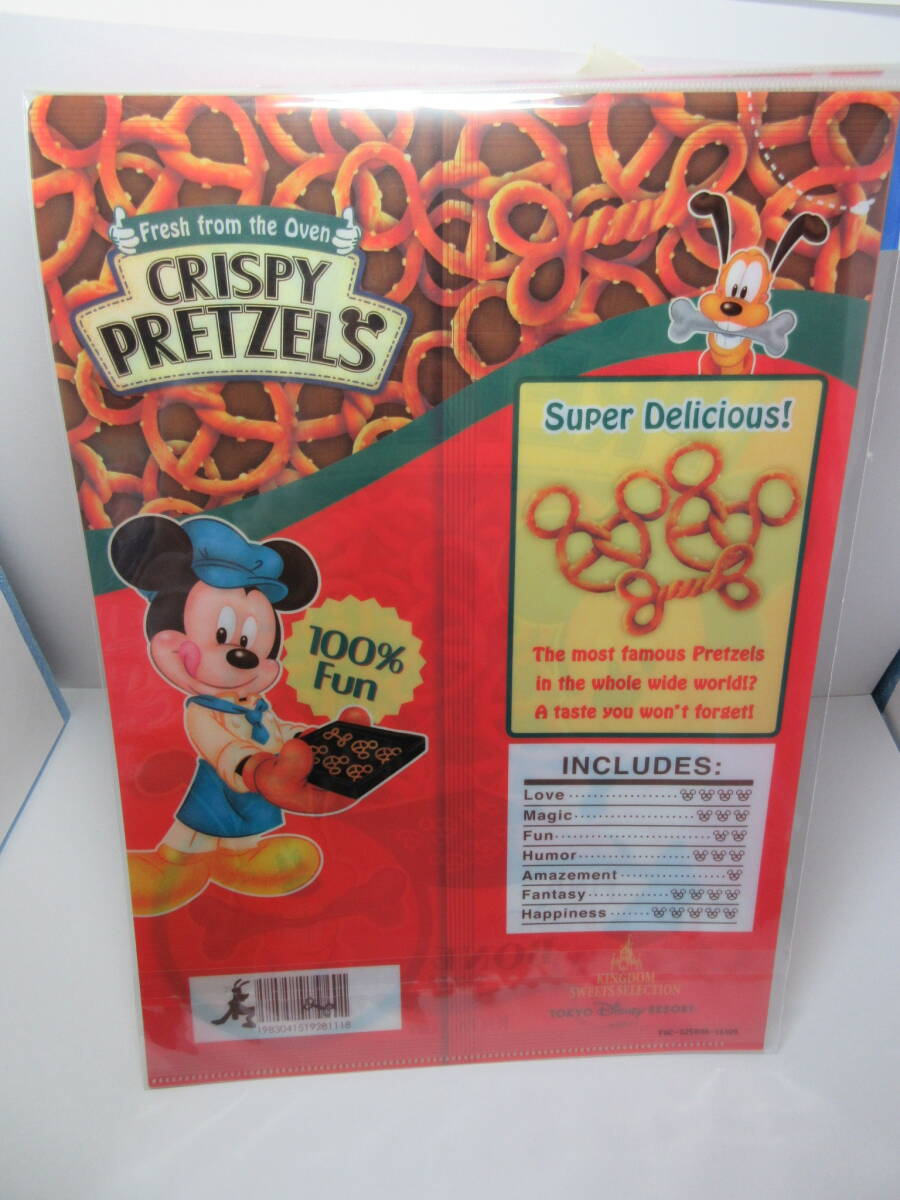 Fresh from the Oven
CRISPY
PRETZELS
Super Delicious!
The most famous Pretzels
in the whole wide world!?
A taste you won't forget!
100%
Fun
INCLUDES:
Love
Magic
Fun
Humor
Amazement
Fantasy
Happiness
KINGDOM
SWEETS SELECTION
TOKYO Disney RESORT
1983041519281118